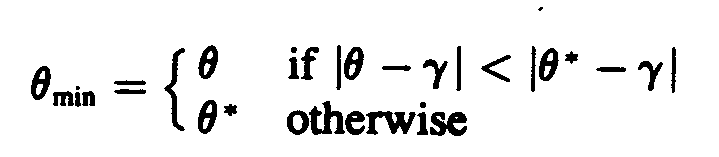 θ_min = { θ if |θ − γ| < |θ* − γ|
θ* otherwise